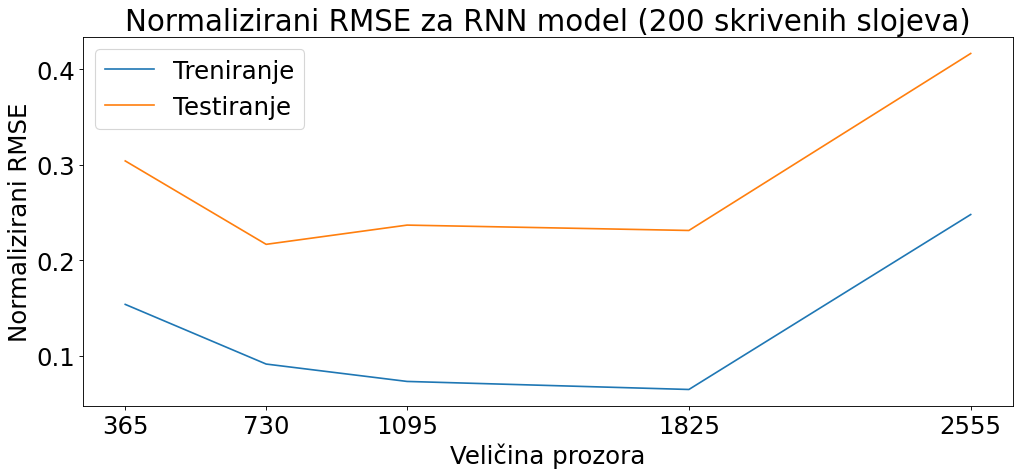 Normalizirani RMSE za RNN model (200 skrivenih slojeva)
Treniranje
Testiranje
Normalizirani RMSE
0.4
0.3
0.2
0.1
365 730 1095 1825 2555
Veličina prozora